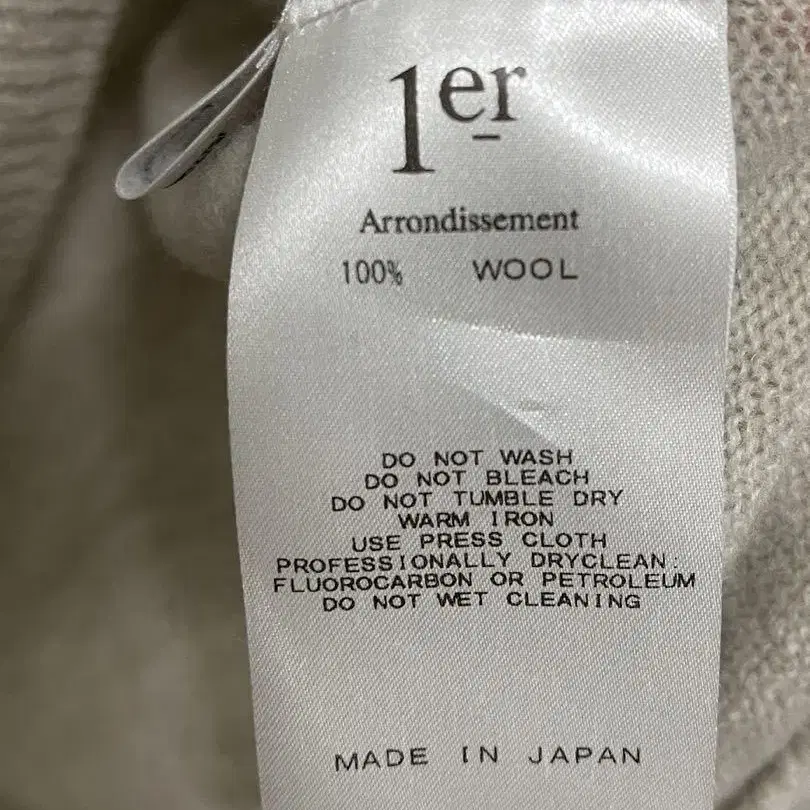 1er
Arrondissement
100% WOOL
DO NOT WASH
DO NOT BLEACH
DO NOT TUMBLE DRY
WARM IRON
USE PRESS CLOTH
PROFESSIONALLY DRYCLEAN:
FLUOROCARBON OR PETROLEUM
DO NOT WET CLEANING
MADE IN JAPAN